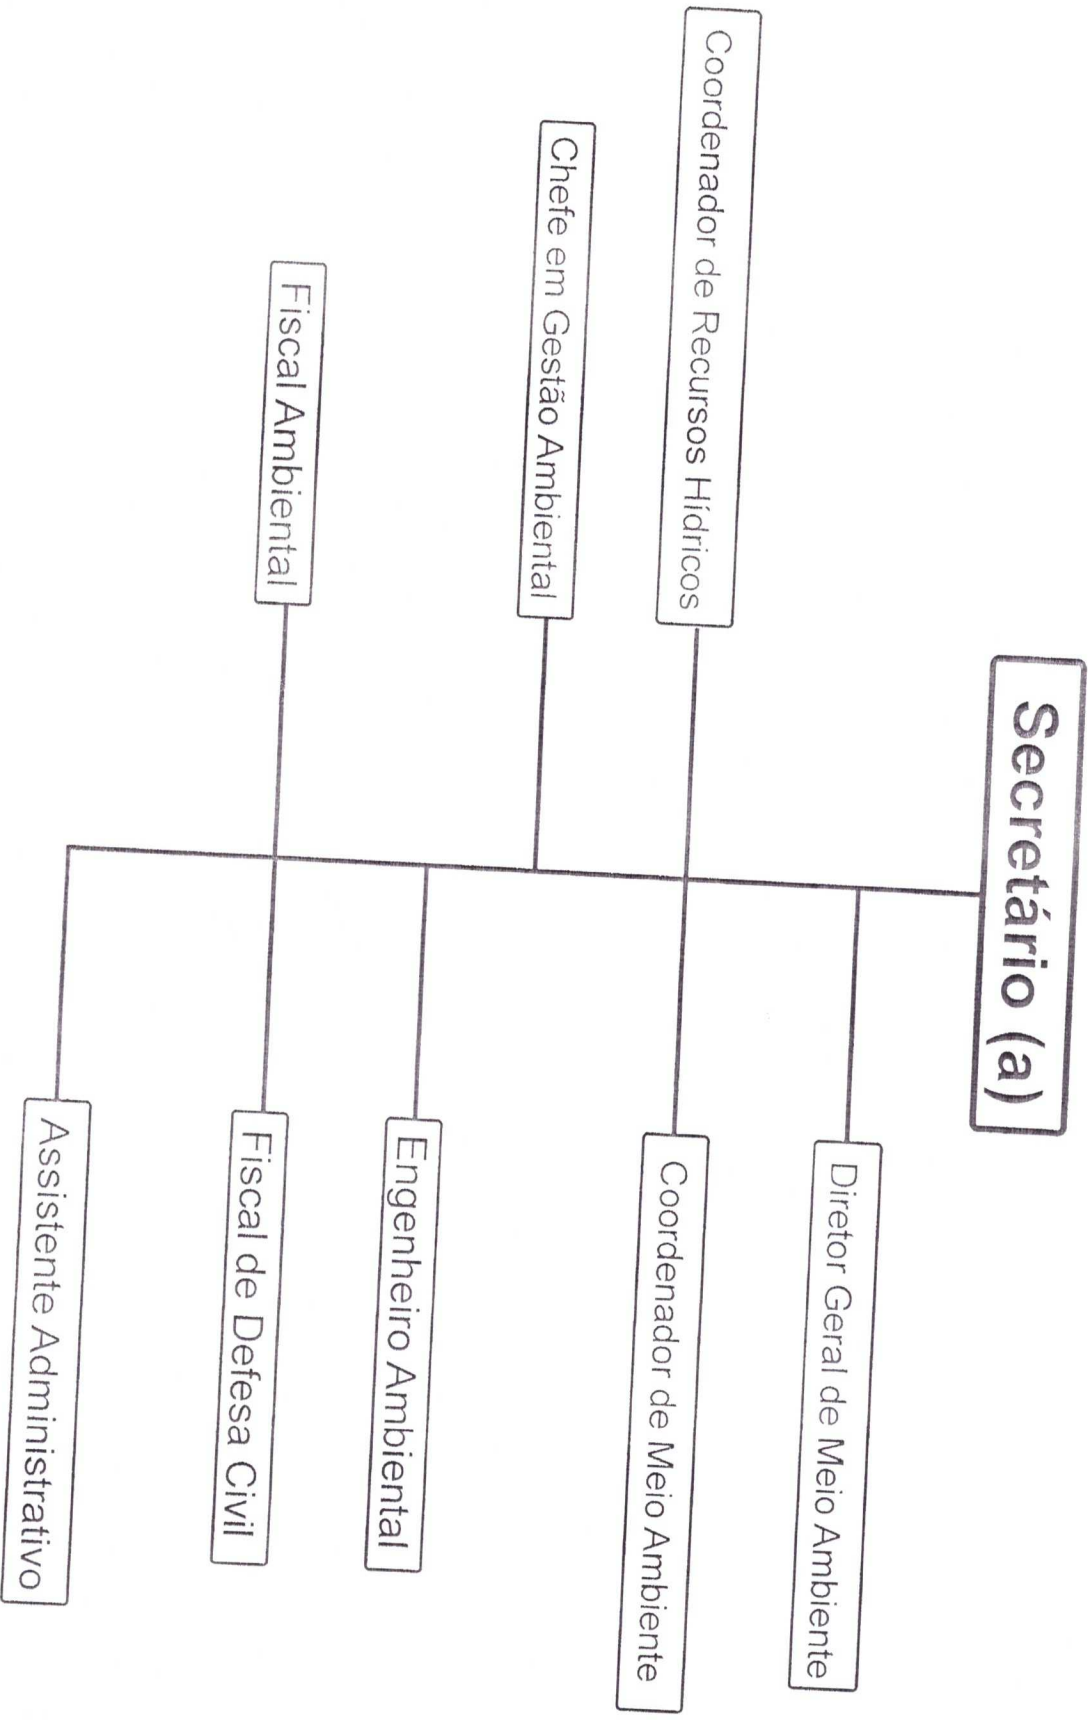 Secretário (a)
Diretor Geral de Meio Ambiente
Coordenador de Recursos Hídricos
Coordenador de Meio Ambiente
Chefe em Gestão Ambiental
Engenheiro Ambiental
Fiscal Ambiental
Fiscal de Defesa Civil
Assistente Administrativo